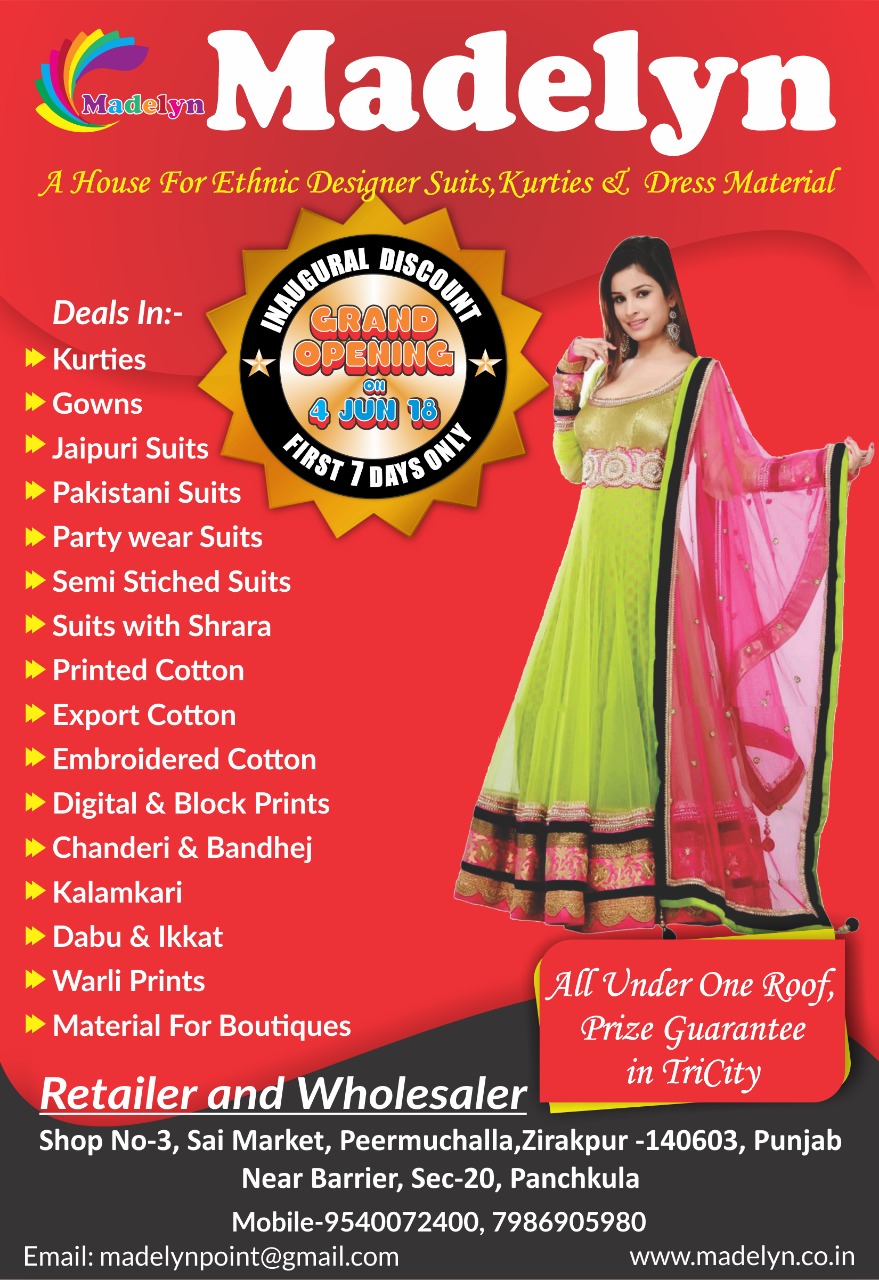 Madelyn
Madelyn
A House For Ethnic Designer Suits,Kurties & Dress Material
INAUGURAL DISCOUNT
GRAND
OPENING
on
4 JUN 18
FIRST 7 DAYS ONLY
Deals In:-
Kurties
Gowns
Jaipuri Suits
Pakistani Suits
Party wear Suits
Semi Stiched Suits
Suits with Shrara
Printed Cotton
Export Cotton
Embroidered Cotton
Digital & Block Prints
Chanderi & Bandhej
Kalamkari
Dabu & Ikkat
Warli Prints
Material For Boutiques
All Under One Roof,
Prize Guarantee
in TriCity
Retailer and Wholesaler
Shop No-3, Sai Market, Peermuchalla,Zirakpur -140603, Punjab
Near Barrier, Sec-20, Panchkula
Mobile-9540072400, 7986905980
Email: madelynpoint@gmail.com
www.madelyn.co.in